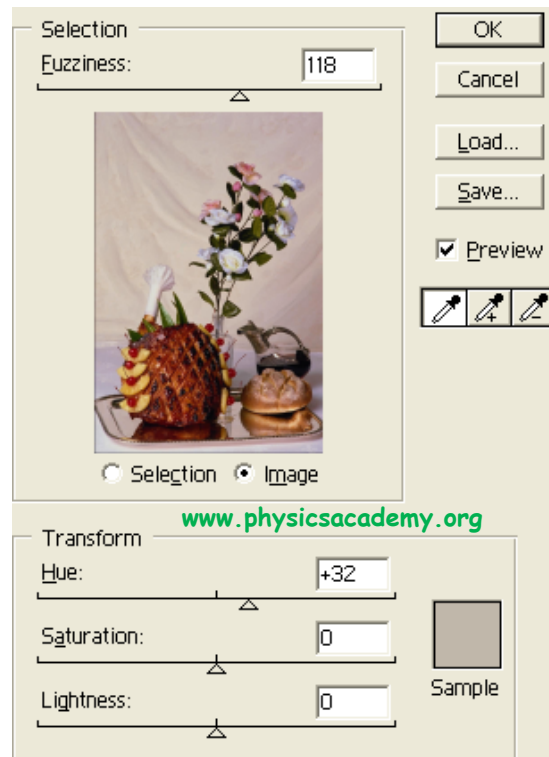 Selection
Fuzziness: 118
OK
Cancel
Load...
Save...
Preview
Selection Image
www.physicsacademy.org
Transform
Hue: +32
Saturation: 0
Lightness: 0
Sample